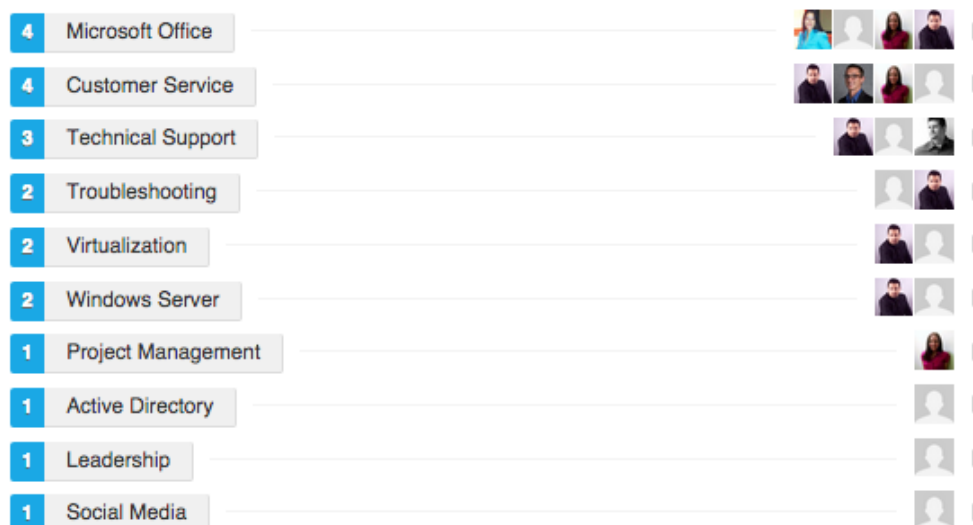 4 Microsoft Office
4 Customer Service
3 Technical Support
2 Troubleshooting
2 Virtualization
2 Windows Server
1 Project Management
1 Active Directory
1 Leadership
1 Social Media